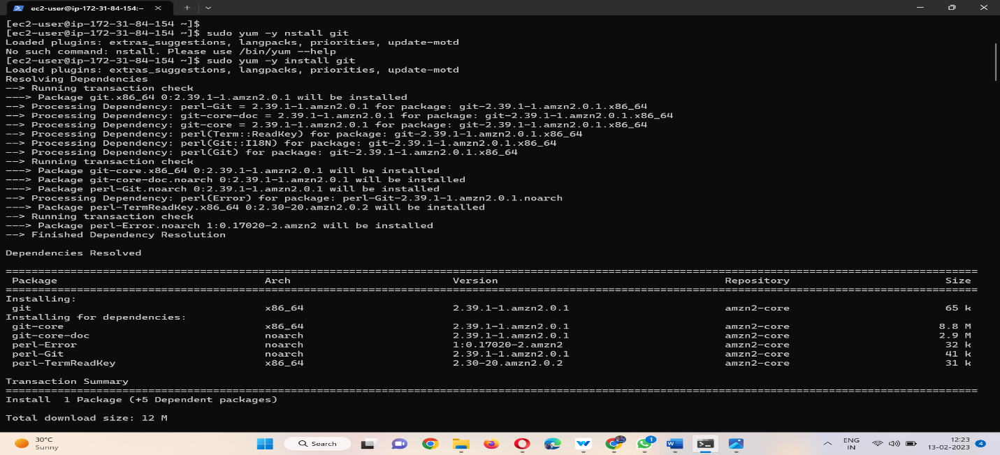 ec2-user@ip-172-31-84-154:~
[ec2-user@ip-172-31-84-154 ~]$
[ec2-user@ip-172-31-84-154 ~]$ sudo yum -y nstall git
Loaded plugins: extras_suggestions, langpacks, priorities, update-motd
No such command: nstall. Please use /bin/yum --help
[ec2-user@ip-172-31-84-154 ~]$ sudo yum -y install git
Loaded plugins: extras_suggestions, langpacks, priorities, update-motd
Resolving Dependencies
--> Running transaction check
---> Package git.x86_64 0:2.39.1-1.amzn2.0.1 will be installed
--> Processing Dependency: perl-Git = 2.39.1-1.amzn2.0.1 for package: git-2.39.1-1.amzn2.0.1.x86_64
--> Processing Dependency: git-core-doc = 2.39.1-1.amzn2.0.1 for package: git-2.39.1-1.amzn2.0.1.x86_64
--> Processing Dependency: git-core = 2.39.1-1.amzn2.0.1 for package: git-2.39.1-1.amzn2.0.1.x86_64
--> Processing Dependency: perl(Term::ReadKey) for package: git-2.39.1-1.amzn2.0.1.x86_64
--> Processing Dependency: perl(Git::I18N) for package: git-2.39.1-1.amzn2.0.1.x86_64
--> Processing Dependency: perl(Git) for package: git-2.39.1-1.amzn2.0.1.x86_64
--> Running transaction check
---> Package git-core.x86_64 0:2.39.1-1.amzn2.0.1 will be installed
---> Package git-core-doc.noarch 0:2.39.1-1.amzn2.0.1 will be installed
---> Package perl-Git.noarch 0:2.39.1-1.amzn2.0.1 will be installed
--> Processing Dependency: perl(Error) for package: perl-Git-2.39.1-1.amzn2.0.1.noarch
---> Package perl-TermReadKey.x86_64 0:2.30-20.amzn2.0.2 will be installed
--> Running transaction check
---> Package perl-Error.noarch 1:0.17020-2.amzn2 will be installed
--> Finished Dependency Resolution
Dependencies Resolved
Package Arch Version Repository Size
Installing:
git x86_64 2.39.1-1.amzn2.0.1 amzn2-core 65 k
Installing for dependencies:
git-core x86_64 2.39.1-1.amzn2.0.1 amzn2-core 8.8 M
git-core-doc noarch 2.39.1-1.amzn2.0.1 amzn2-core 2.9 M
perl-Error noarch 1:0.17020-2.amzn2 amzn2-core 32 k
perl-Git noarch 2.39.1-1.amzn2.0.1 amzn2-core 41 k
perl-TermReadKey x86_64 2.30-20.amzn2.0.2 amzn2-core 31 k
Transaction Summary
Install 1 Package (+5 Dependent packages)
Total download size: 12 M
30°C
Sunny
Search
1
ENG
IN
12:23
13-02-2023
4